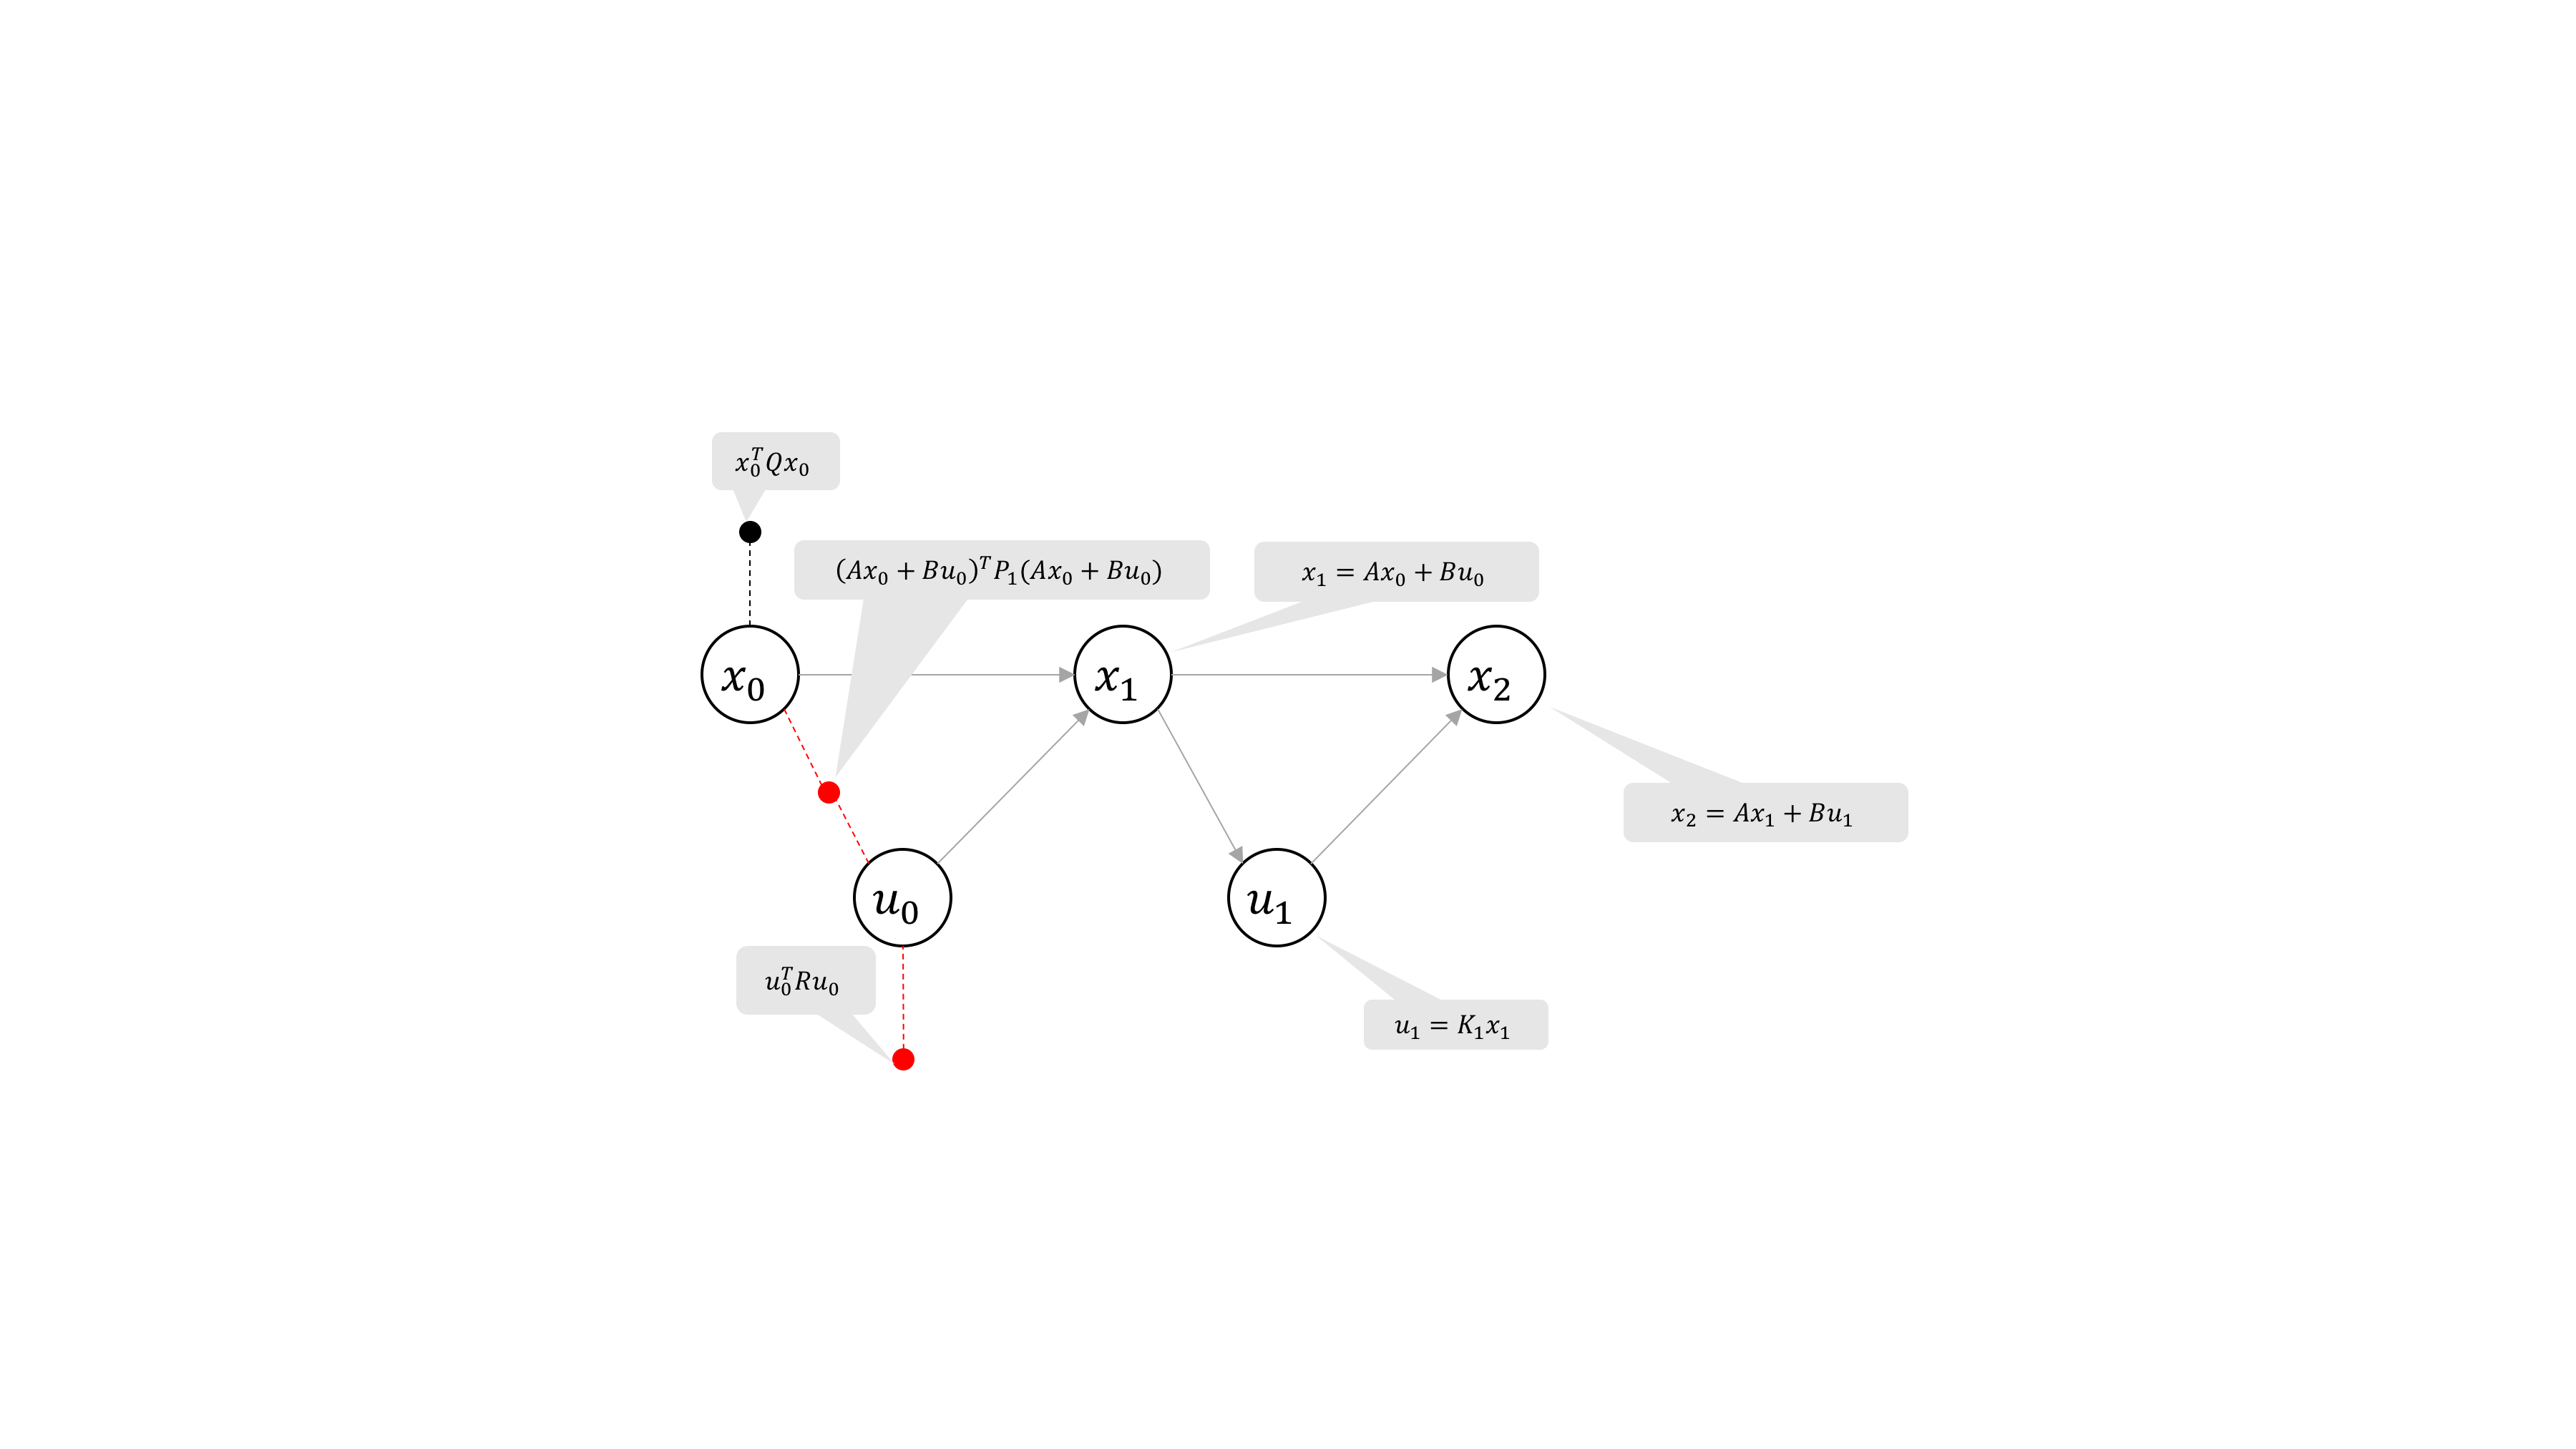 x_0^T Q x_0
(Ax_0 + Bu_0)^T P_1 (Ax_0 + Bu_0)
x_1 = Ax_0 + Bu_0
x_0
x_1
x_2
x_2 = Ax_1 + Bu_1
u_0
u_1
u_0^T R u_0
u_1 = K_1 x_1